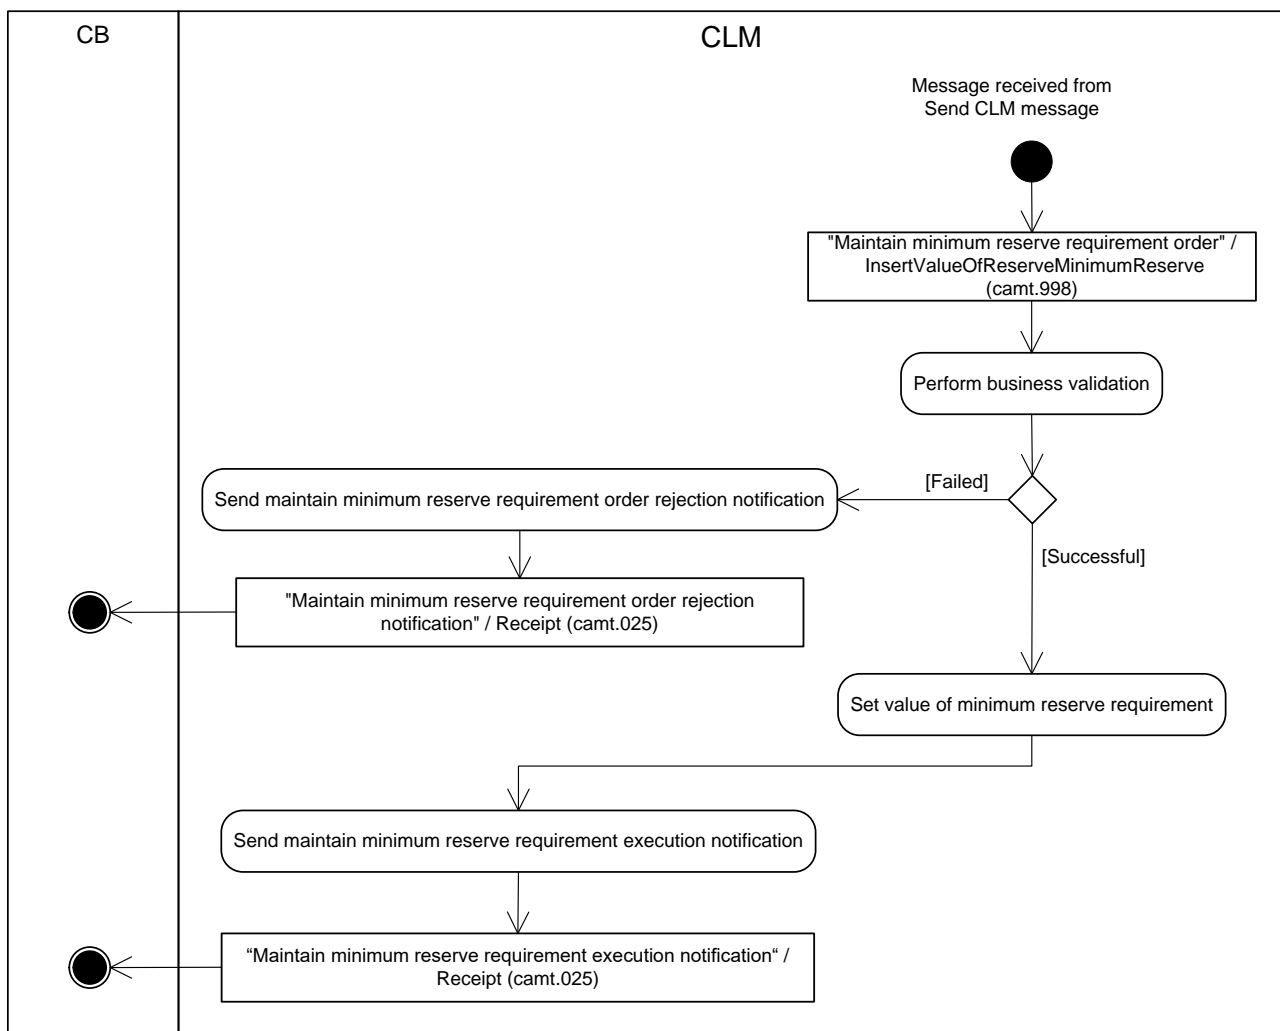 CB
CLM
Message received from
Send CLM message
"Maintain minimum reserve requirement order" /
InsertValueOfReserveMinimumReserve
(camt.998)
Perform business validation
[Failed]
Send maintain minimum reserve requirement order rejection notification
[Successful]
"Maintain minimum reserve requirement order rejection
notification" / Receipt (camt.025)
Set value of minimum reserve requirement
Send maintain minimum reserve requirement execution notification
“Maintain minimum reserve requirement execution notification“ /
Receipt (camt.025)